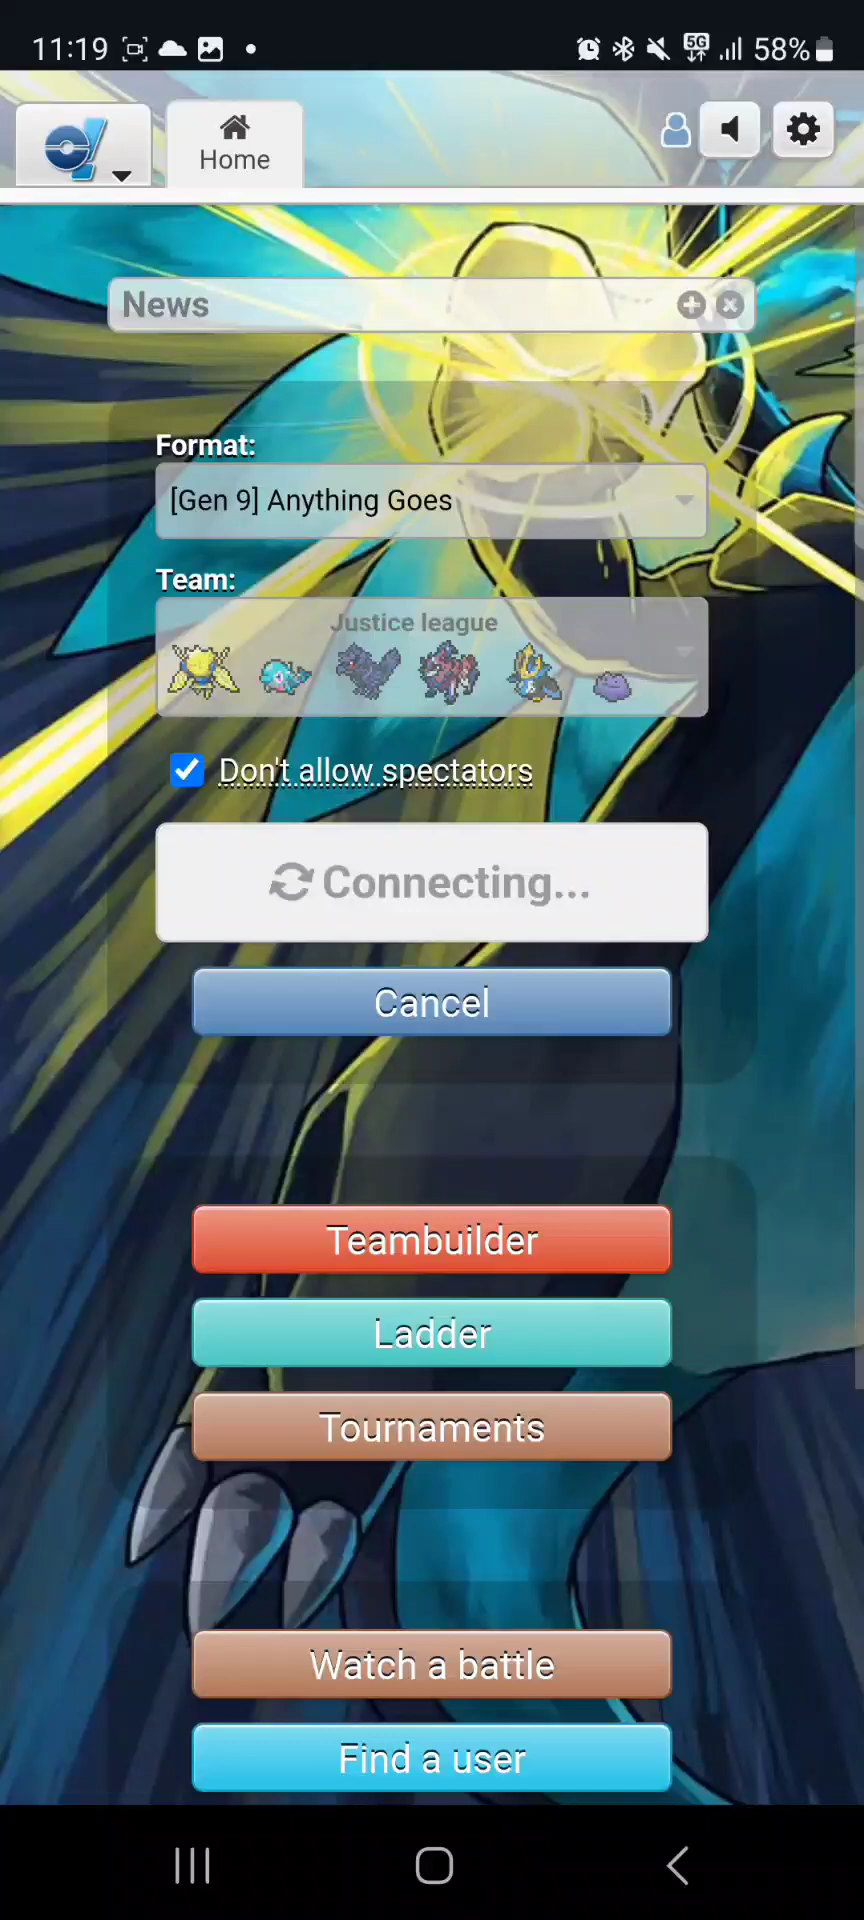 11:19
5G
58%
Home
News
Format:
[Gen 9] Anything Goes
Team:
Justice league
Don't allow spectators
Connecting...
Cancel
Teambuilder
Ladder
Tournaments
Watch a battle
Find a user